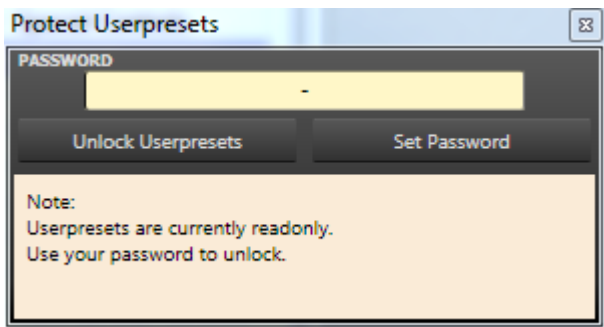 Protect Userpresets
PASSWORD
-
Unlock Userpresets Set Password
Note:
Userpresets are currently readonly.
Use your password to unlock.